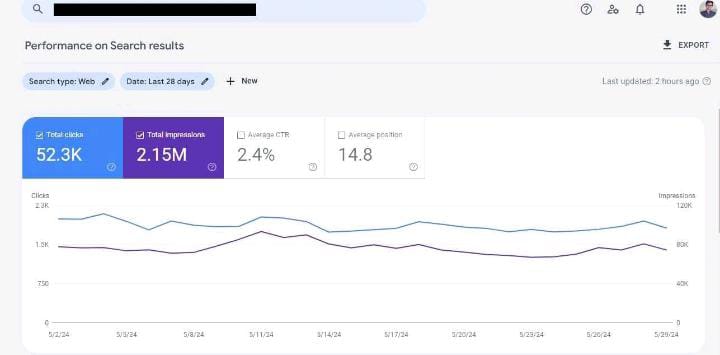 Performance on Search results
EXPORT
Search type: Web
Date: Last 28 days
+ New
Last updated: 2 hours ago
Total clicks
52.3K
Total impressions
2.15M
Average CTR
2.4%
Average position
14.8
Clicks
Impressions
2.3K
120K
1.5K
80K
750
40K
0
0
5/2/24
5/5/24
5/8/24
5/11/24
5/14/24
5/17/24
5/20/24
5/23/24
5/26/24
5/29/24